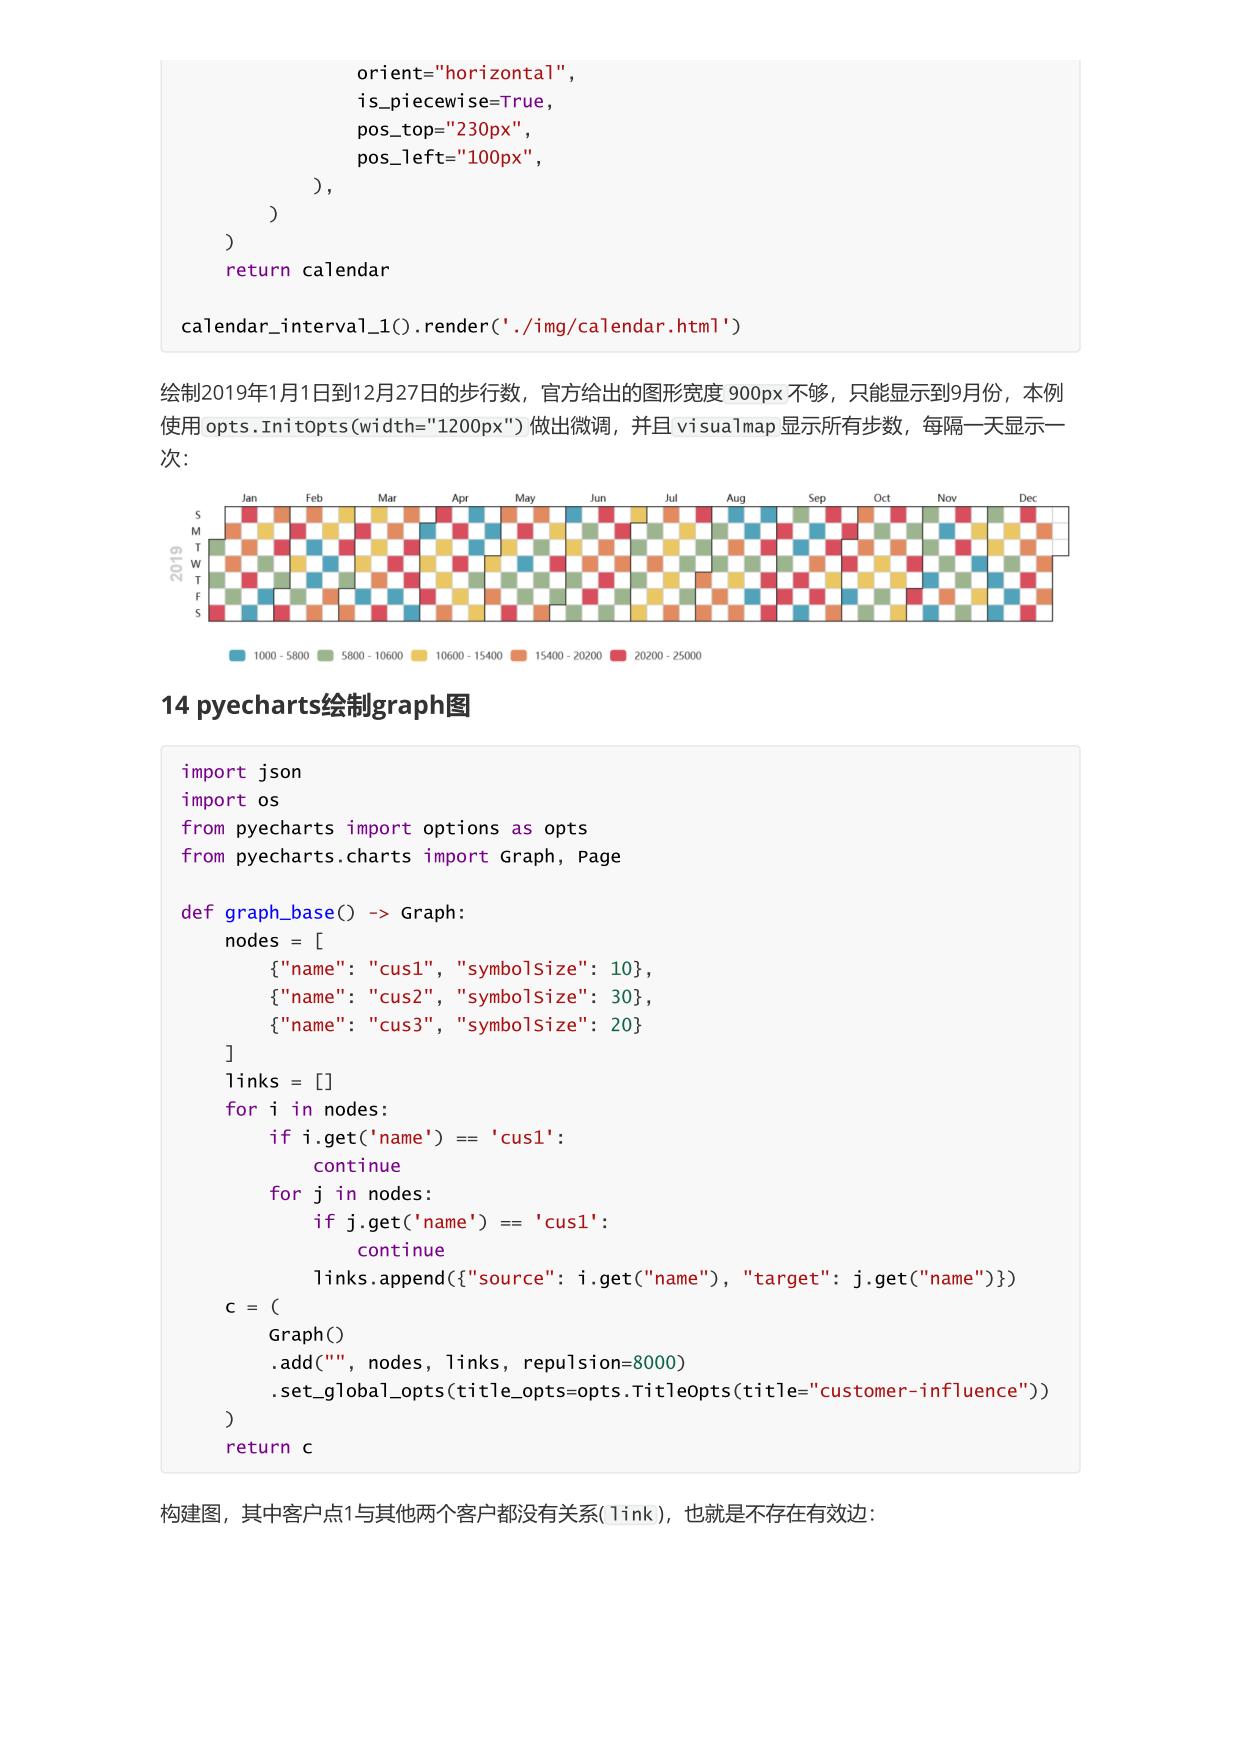 orient="horizontal",
                is_piecewise=True,
                pos_top="230px",
                pos_left="100px",
            ),
        )
    )
    return calendar

calendar_interval_1().render('./img/calendar.html')
绘制2019年1月1日到12月27日的步行数，官方给出的图形宽度900px不够，只能显示到9月份，本例
使用opts.InitOpts(width="1200px")做出微调，并且visualmap显示所有步数，每隔一天显示一
次：
Jan Feb Mar Apr May Jun Jul Aug Sep Oct Nov Dec
2019
S
M
T
W
T
F
S
1000 - 5800 5800 - 10600 10600 - 15400 15400 - 20200 20200 - 25000
14 pyecharts绘制graph图
import json
import os
from pyecharts import options as opts
from pyecharts.charts import Graph, Page

def graph_base() -> Graph:
    nodes = [
        {"name": "cus1", "symbolSize": 10},
        {"name": "cus2", "symbolSize": 30},
        {"name": "cus3", "symbolSize": 20}
    ]
    links = []
    for i in nodes:
        if i.get('name') == 'cus1':
            continue
        for j in nodes:
            if j.get('name') == 'cus1':
                continue
            links.append({"source": i.get("name"), "target": j.get("name")})
    c = (
        Graph()
        .add("", nodes, links, repulsion=8000)
        .set_global_opts(title_opts=opts.TitleOpts(title="customer-influence"))
    )
    return c
构建图，其中客户点1与其他两个客户都没有关系(link)，也就是不存在有效边：